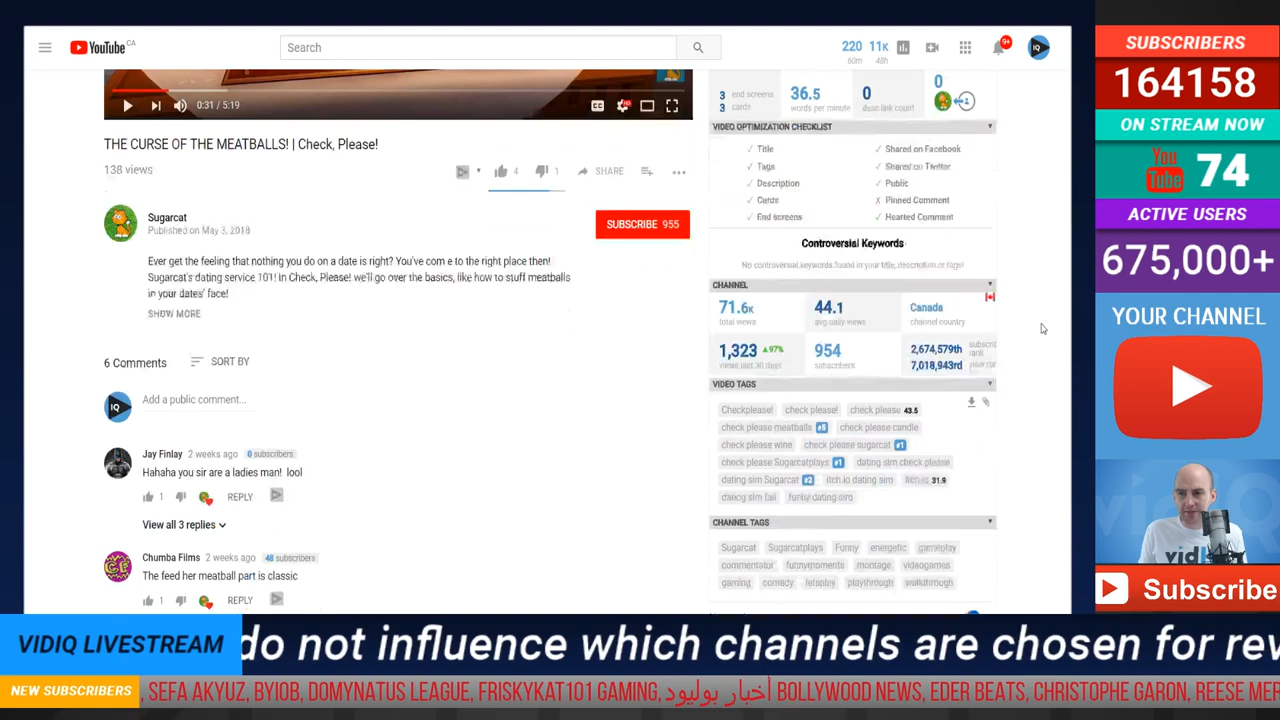 YouTube CA
Search
220 11K
60m 48h
9+
IQ
0:31 / 5:19
CC
HD
THE CURSE OF THE MEATBALLS! | Check, Please!
138 views
4
1
SHARE
Sugarcat
Published on May 3, 2018
SUBSCRIBE 955
Ever get the feeling that nothing you do on a date is right? You've com e to the right place then!
Sugarcat's dating service 101! In Check, Please! we'll go over the basics, like how to stuff meatballs
in your dates' face!
SHOW MORE
6 Comments
SORT BY
IQ
Add a public comment...
Jay Finlay 2 weeks ago 0 subscribers
Hahaha you sir are a ladies man! lool
1
REPLY
View all 3 replies
Chumba Films 2 weeks ago 48 subscribers
The feed her meatball part is classic
1
REPLY
3 end screens
3 cards
36.5
words per minute
0
desc.link count
0
VIDEO OPTIMIZATION CHECKLIST
✓ Title
✓ Shared on Facebook
✓ Tags
✓ Shared on Twitter
✓ Description
✓ Public
✓ Cards
✗ Pinned Comment
✓ End screens
✓ Hearted Comment
Controversial Keywords
No controversial keywords found in your title, description or tags!
CHANNEL
71.6K
total views
44.1
avg daily views
Canada
channel country
1,323 ▲97%
views last 30 days
954
subscribers
2,674,579th
7,018,943rd
VIDEO TAGS
Checkplease!
check please!
check please 43.5
check please meatballs #5
check please candle
check please wine
check please sugarcat #1
check please Sugarcatplays #1
dating sim check please
dating sim Sugarcat #2
itch.io dating sim
itch.io 31.9
dating sim fail
funny dating sim
CHANNEL TAGS
Sugarcat
Sugarcatplays
Funny
energetic
gameplay
commentator
funnymoments
montage
videogames
gaming
comedy
letsplay
playthrough
walkthrough
SUBSCRIBERS
164158
ON STREAM NOW
You Tube 74
ACTIVE USERS
675,000+
YOUR CHANNEL
Subscribe
VIDIQ LIVESTREAM
do not influence which channels are chosen for rev
NEW SUBSCRIBERS
, SEFA AKYUZ, BYIOB, DOMYNATUS LEAGUE, FRISKYKAT101 GAMING, أخبار بوليود BOLLYWOOD NEWS, EDER BEATS, CHRISTOPHE GARON, REESE MER